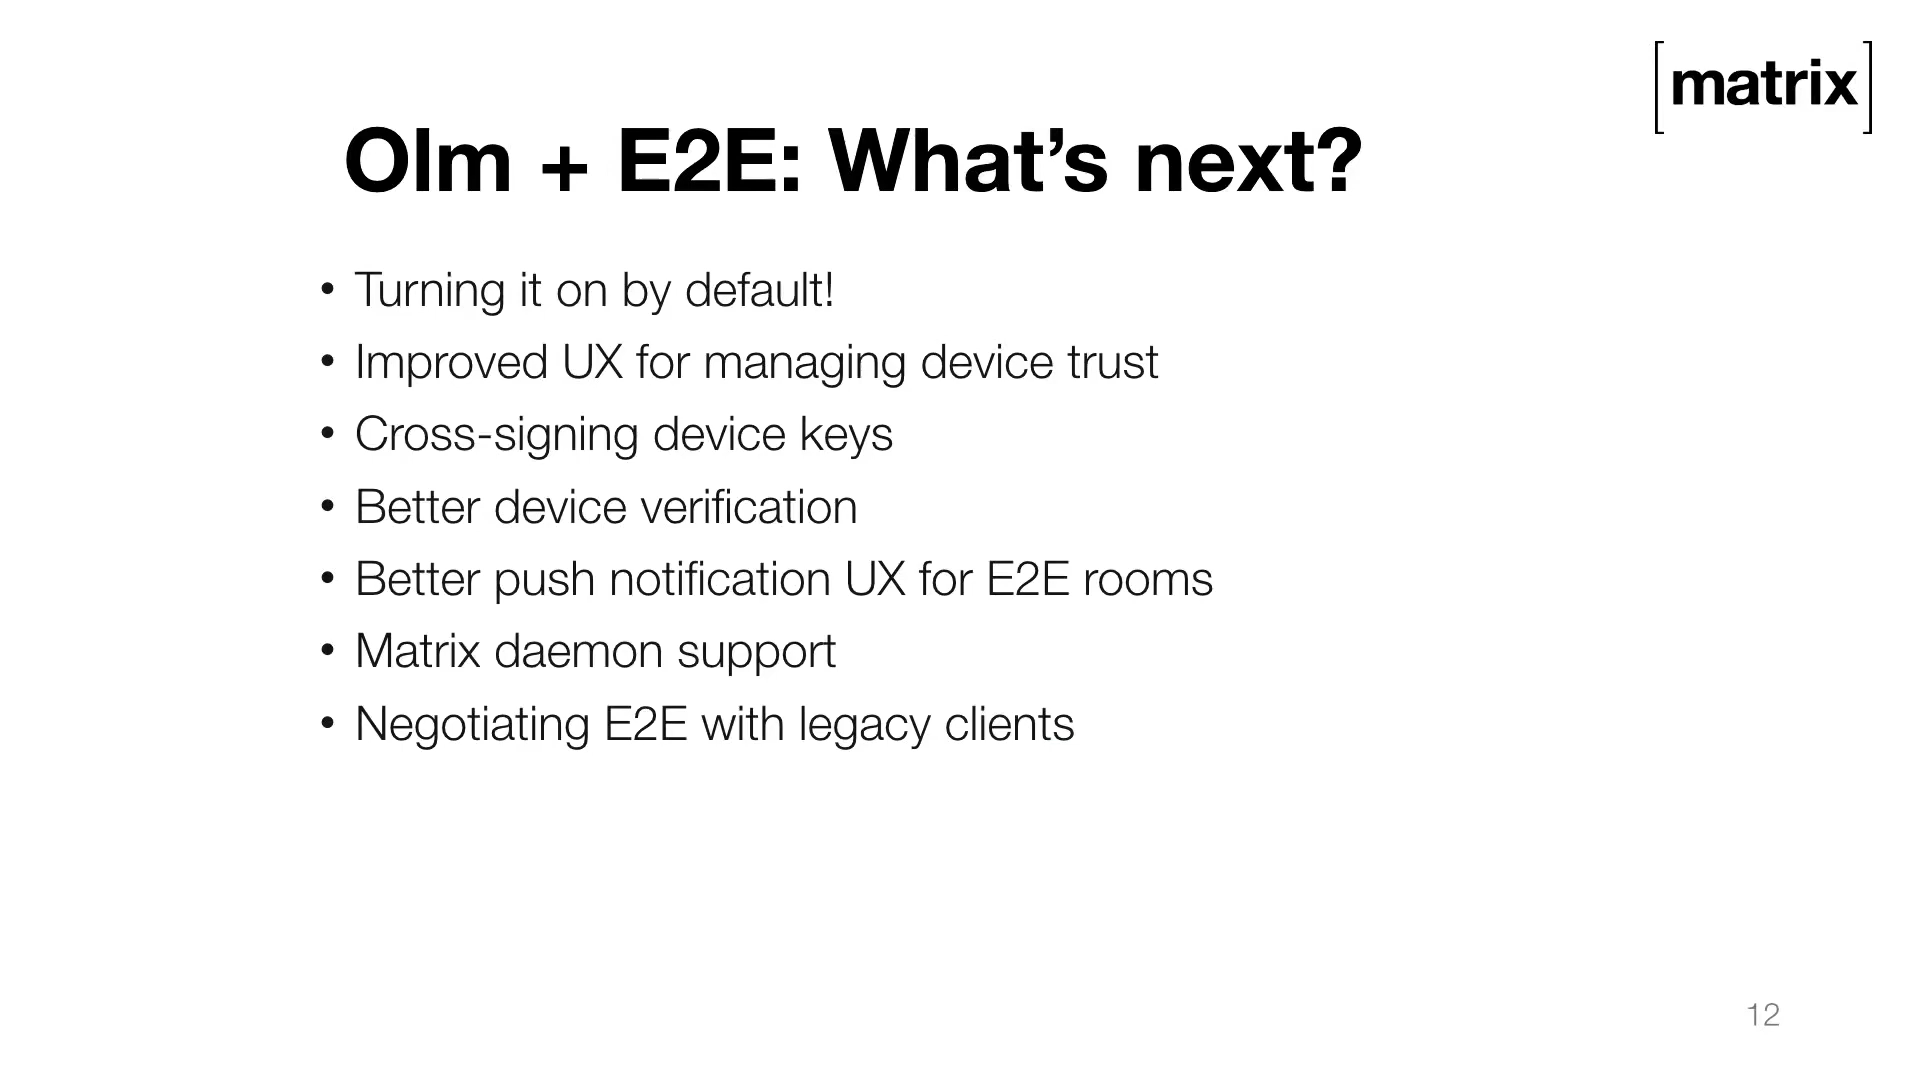 [matrix]
Olm + E2E: What’s next?
• Turning it on by default!
• Improved UX for managing device trust
• Cross-signing device keys
• Better device verification
• Better push notification UX for E2E rooms
• Matrix daemon support
• Negotiating E2E with legacy clients
12